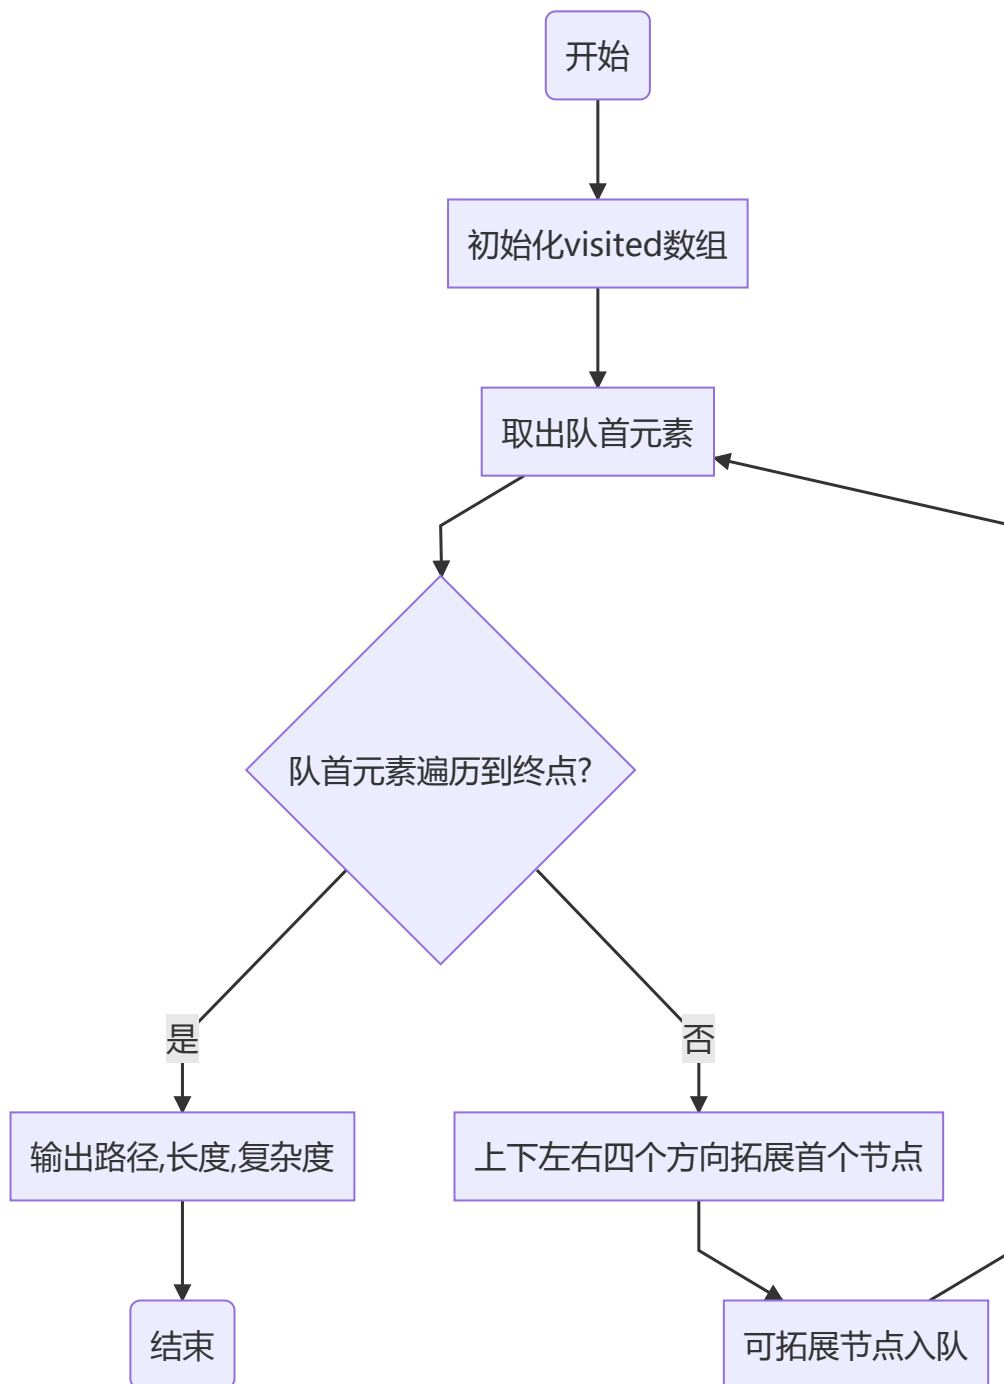 开始
初始化visited数组
取出队首元素
队首元素遍历到终点?
是
否
输出路径,长度,复杂度
上下左右四个方向拓展首个节点
结束
可拓展节点入队